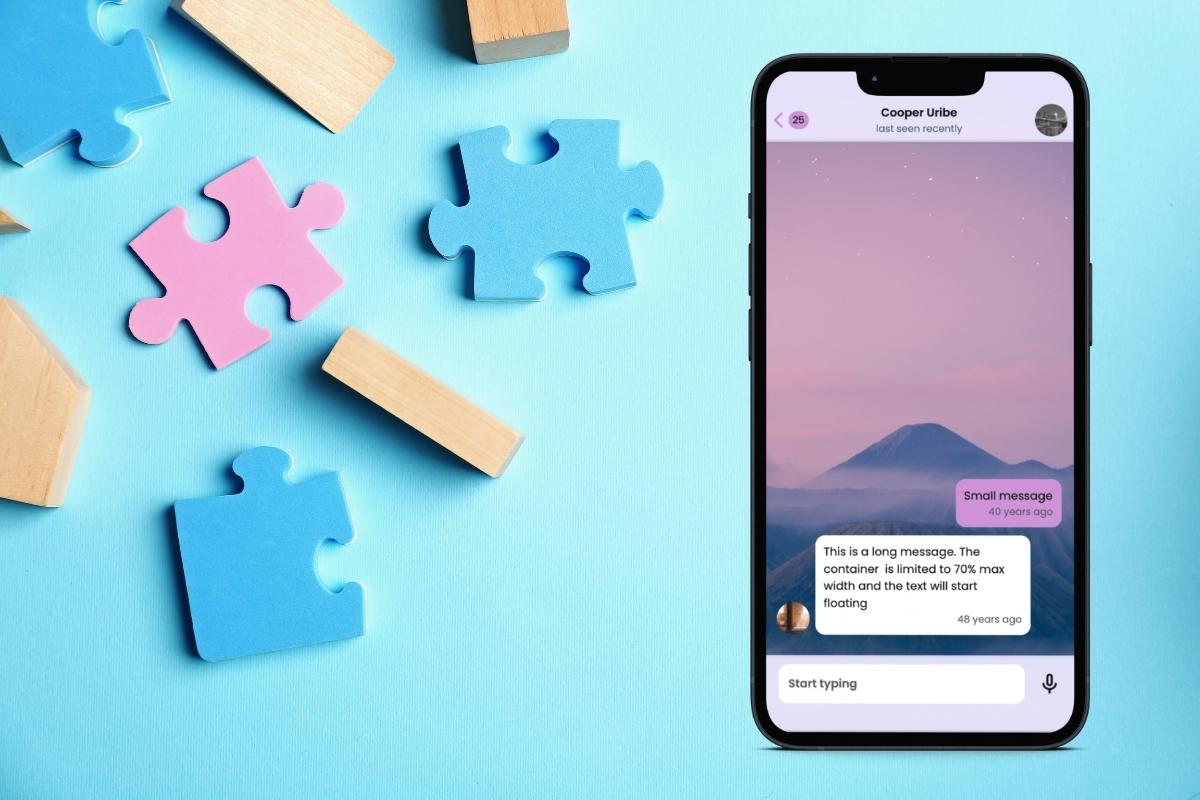 25
Cooper Uribe
last seen recently
Small message
40 years ago
This is a long message. The
container  is limited to 70% max
width and the text will start
floating
48 years ago
Start typing